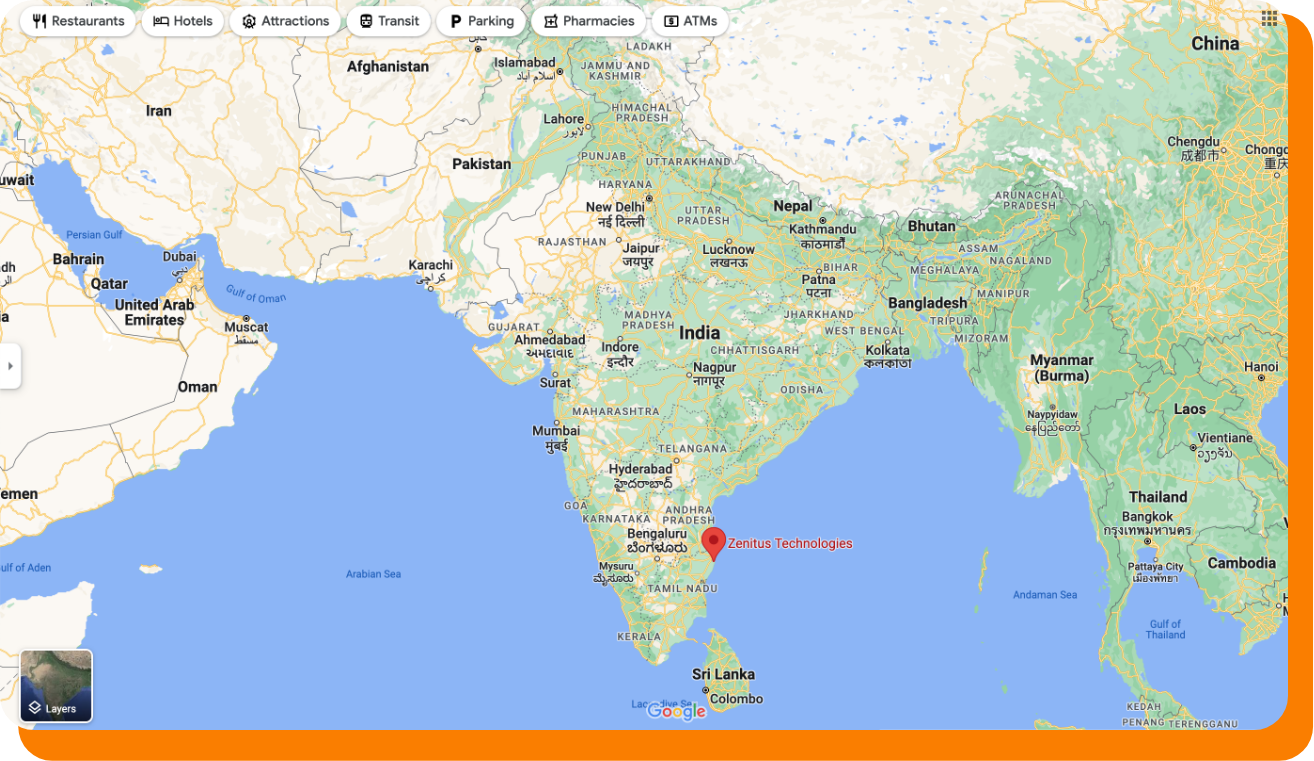 Restaurants
Hotels
Attractions
Transit
Parking
Pharmacies
ATMs
China
LADAKH
Afghanistan
Islamabad
اسلام آباد
JAMMU AND
KASHMIR
Iran
HIMACHAL
PRADESH
Lahore
لاہور
Chengdu
成都市
重庆
Pakistan
PUNJAB
UTTARAKHAND
uwait
HARYANA
New Delhi
नई दिल्ली
UTTAR
PRADESH
Nepal
Kathmandu
काठमाडौं
ARUNACHAL
PRADESH
Bhutan
Persian Gulf
RAJASTHAN
Jaipur
जयपुर
Lucknow
लखनऊ
ASSAM
NAGALAND
MEGHALAYA
Bahrain
Dubai
دبي
Karachi
کراچی
BIHAR
Patna
पटना
Qatar
Gulf of Oman
MANIPUR
United Arab
Emirates
Bangladesh
MADHYA
PRADESH
JHARKHAND
TRIPURA
Muscat
مسقط
GUJARAT
Ahmedabad
અમદાવાદ
India
WEST BENGAL
MIZORAM
Indore
इन्दौर
CHHATTISGARH
Kolkata
কলকাতা
Myanmar
(Burma)
Hanoi
Surat
Nagpur
नागपूर
Oman
ODISHA
MAHARASHTRA
Laos
Naypyidaw
နေပြည်တော်
Mumbai
मुंबई
Vientiane
ວຽງຈັນ
TELANGANA
Hyderabad
హైదరాబాద్
emen
Thailand
GOA
KARNATAKA
ANDHRA
PRADESH
Bangkok
กรุงเทพมหานคร
Bengaluru
ಬೆಂಗಳೂರು
Zenitus Technologies
Mysuru
ಮೈಸೂರು
Pattaya City
เมืองพัทยา
Cambodia
ulf of Aden
Arabian Sea
TAMIL NADU
Andaman Sea
Gulf of
Thailand
KERALA
Sri Lanka
Colombo
Layers
Google
KEDAH
PENANG
TERENGGANU